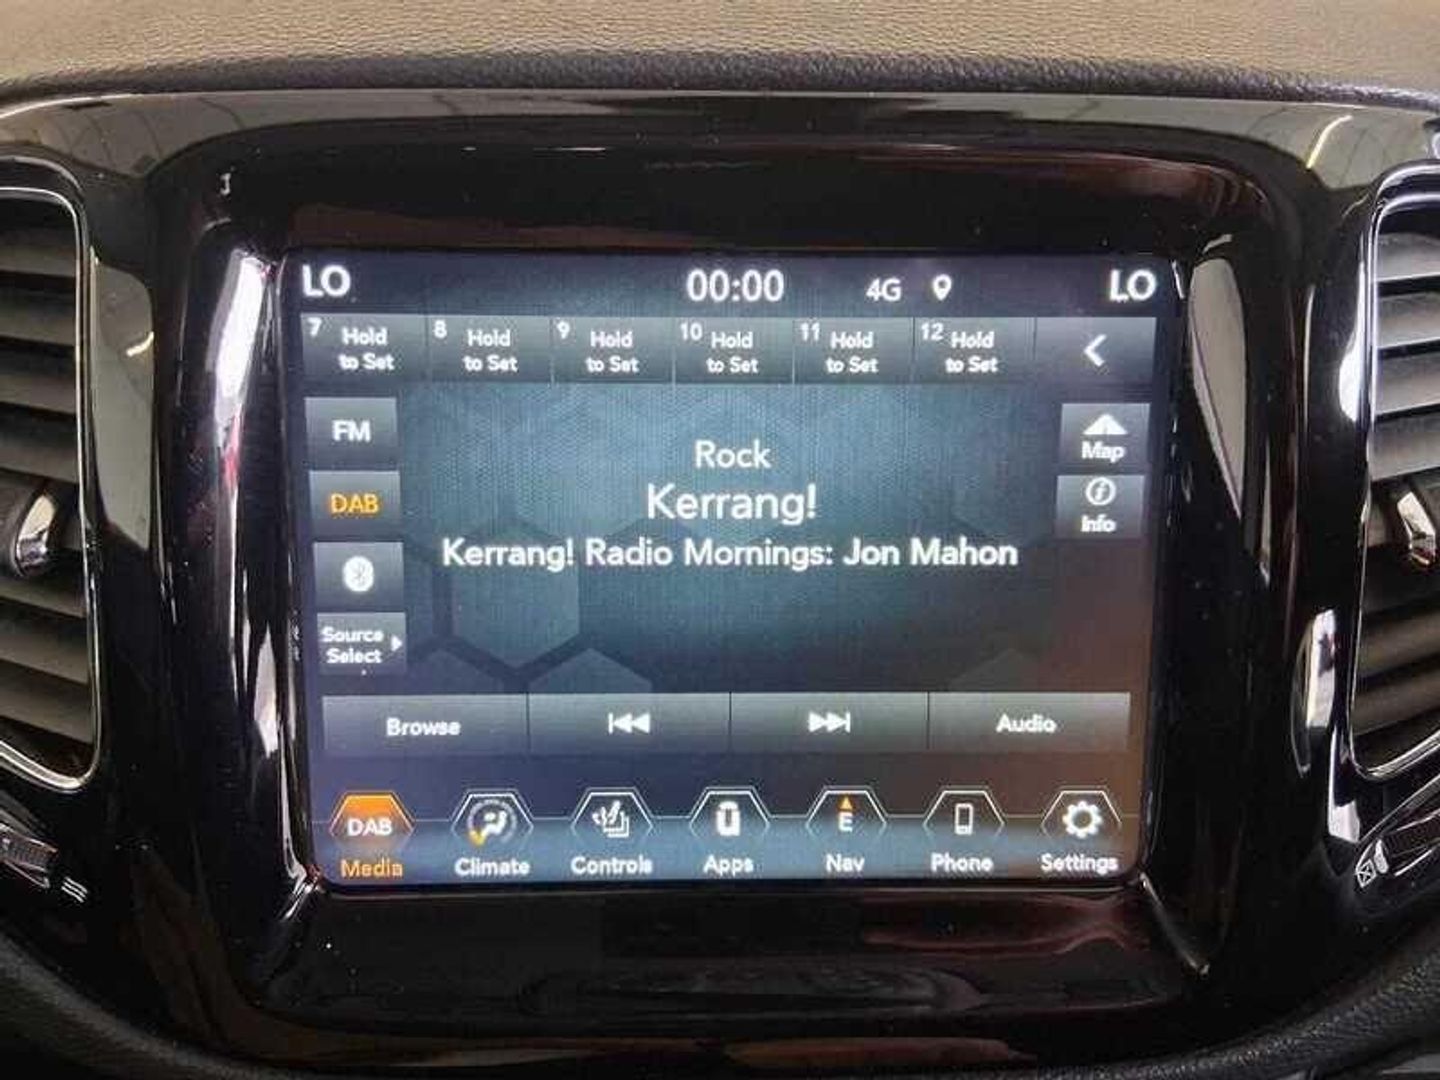 LO 00:00 4G LO
7 Hold to Set 8 Hold to Set 9 Hold to Set 10 Hold to Set 11 Hold to Set 12 Hold to Set
FM
DAB
Source
Select
Rock
Kerrang!
Kerrang! Radio Mornings: Jon Mahon
Map
Info
Browse Audio
DAB E
Media Climate Controls Apps Nav Phone Settings